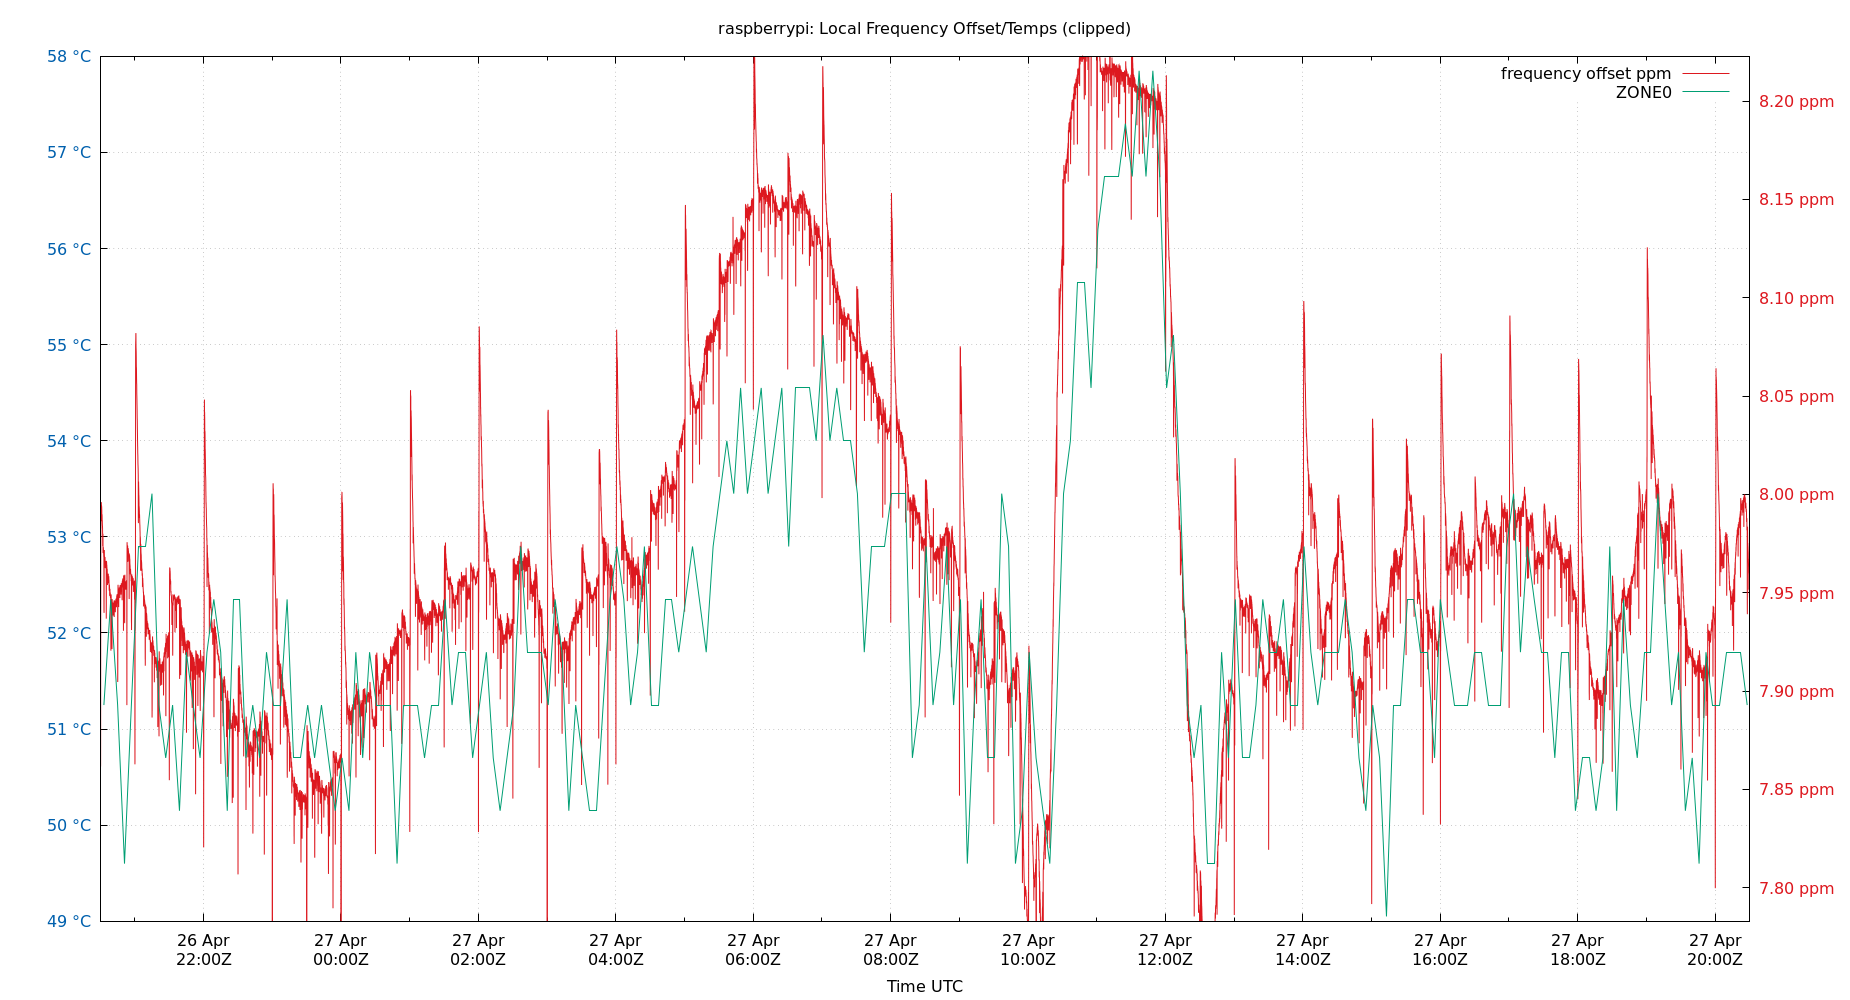 raspberrypi: Local Frequency Offset/Temps (clipped)
frequency offset ppm
ZONE0
58 °C
57 °C
56 °C
55 °C
54 °C
53 °C
52 °C
51 °C
50 °C
49 °C
8.20 ppm
8.15 ppm
8.10 ppm
8.05 ppm
8.00 ppm
7.95 ppm
7.90 ppm
7.85 ppm
7.80 ppm
26 Apr
22:00Z
27 Apr
00:00Z
27 Apr
02:00Z
27 Apr
04:00Z
27 Apr
06:00Z
27 Apr
08:00Z
27 Apr
10:00Z
27 Apr
12:00Z
27 Apr
14:00Z
27 Apr
16:00Z
27 Apr
18:00Z
27 Apr
20:00Z
Time UTC